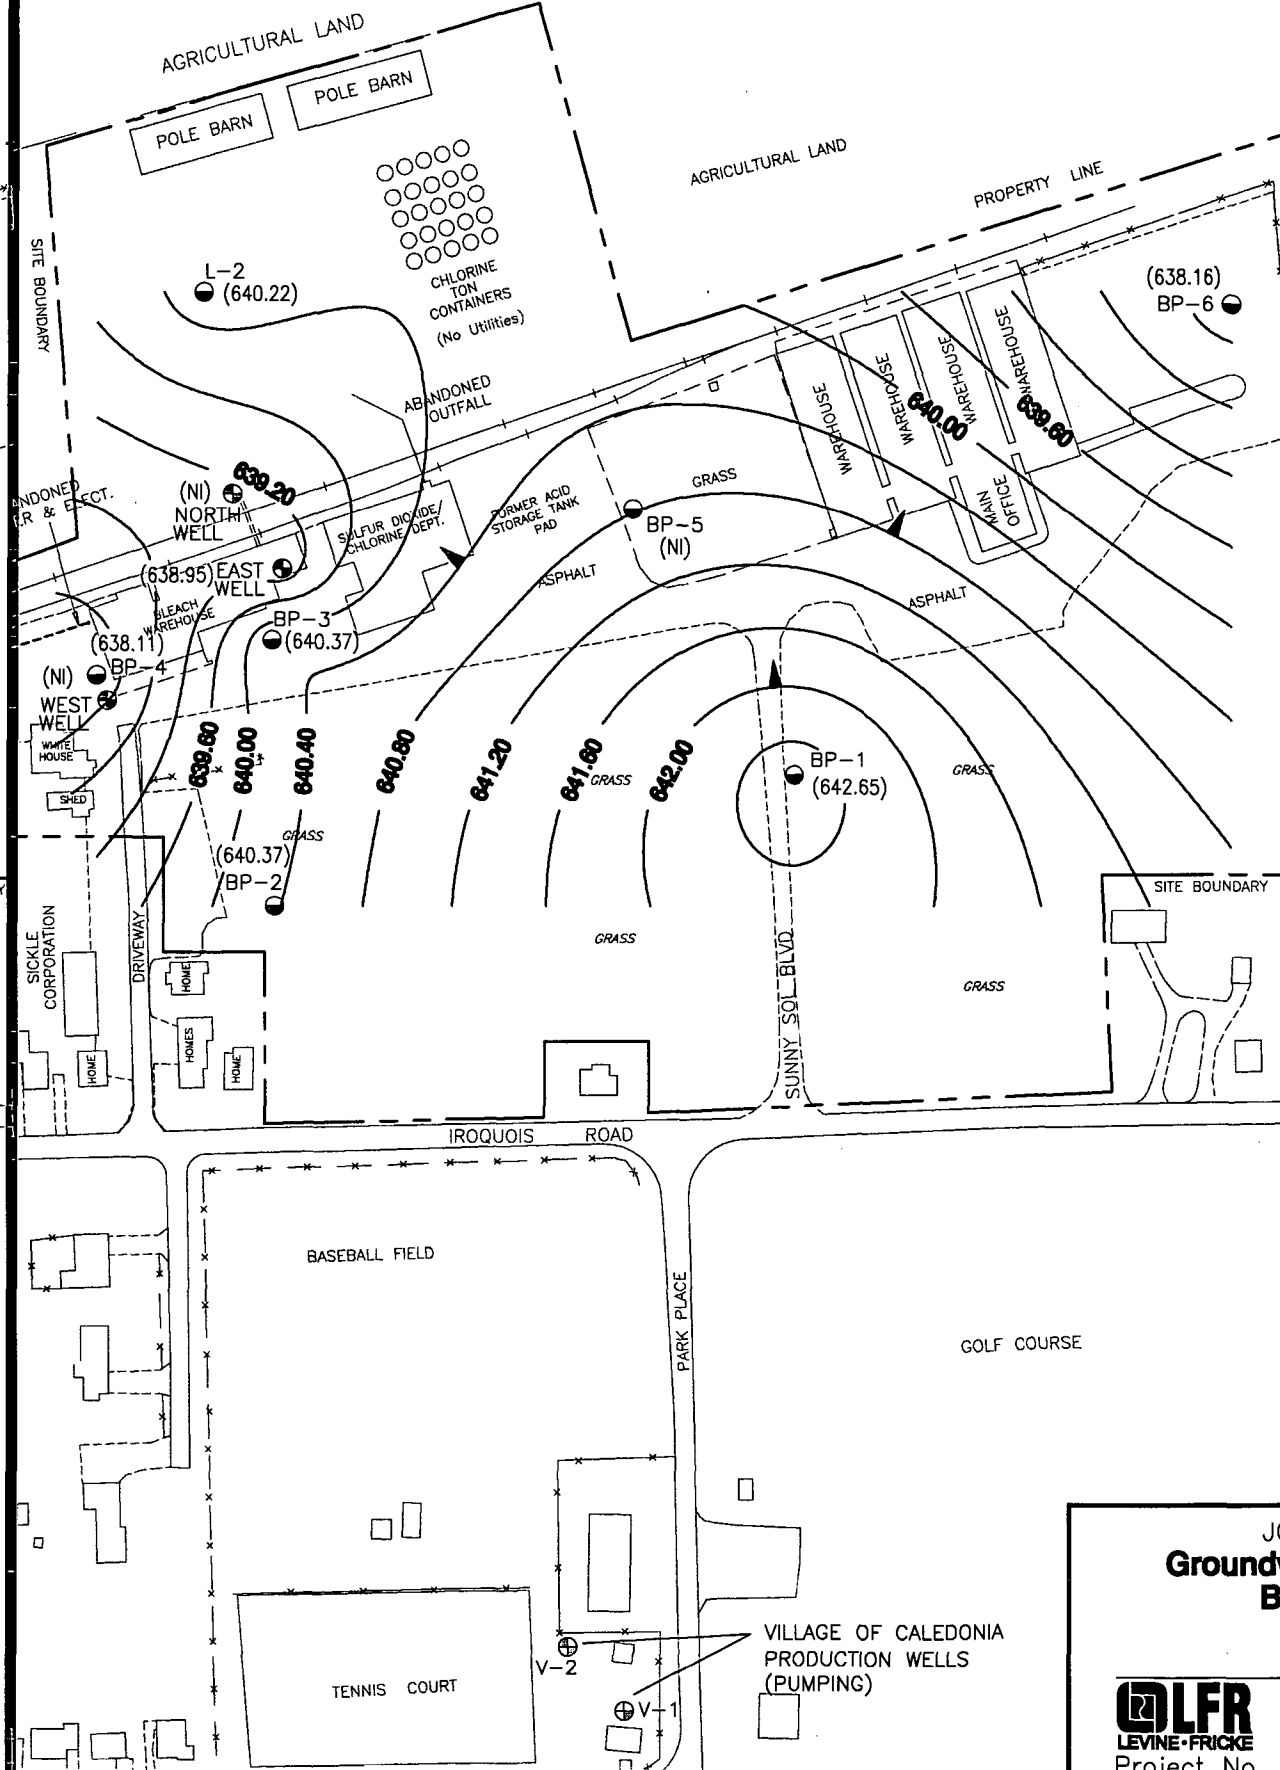 AGRICULTURAL LAND
POLE BARN
POLE BARN
AGRICULTURAL LAND
PROPERTY LINE
SITE BOUNDARY
L-2
(640.22)
CHLORINE
TON
CONTAINERS
(No Utilities)
(638.16)
BP-6
ABANDONED
OUTFALL
WAREHOUSE
WAREHOUSE
WAREHOUSE
WAREHOUSE
640.00
639.60
639.20
(NI)
NORTH
WELL
NDONED
R & ELECT.
SULFUR DIOXIDE/
CHLORINE DEPT.
FORMER ACID
STORAGE TANK
PAD
GRASS
BP-5
(NI)
MAIN
OFFICE
(638.95)
EAST
WELL
ASPHALT
ASPHALT
BLEACH
WAREHOUSE
BP-3
(640.37)
(638.11)
BP-4
(NI)
WEST
WELL
WHITE
HOUSE
SHED
639.60
640.00
640.40
640.80
641.20
641.60
642.00
GRASS
BP-1
(642.65)
GRASS
GRASS
(640.37)
BP-2
SITE BOUNDARY
SICKLE
CORPORATION
DRIVEWAY
GRASS
GRASS
SUNNY SOL BLVD
HOME
HOMES
HOME
HOME
IROQUOIS ROAD
BASEBALL FIELD
PARK PLACE
GOLF COURSE
VILLAGE OF CALEDONIA
PRODUCTION WELLS
(PUMPING)
V-2
V-1
TENNIS COURT
JO
Groundw
B
LFR
LEVINE•FRICKE
Project No